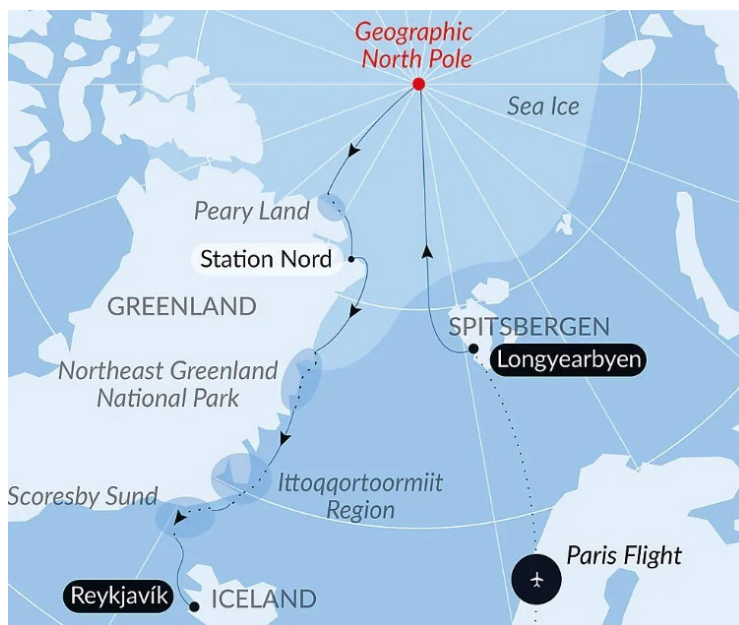 Geographic
North Pole
Sea Ice
Peary Land
Station Nord
GREENLAND
SPITSBERGEN
Longyearbyen
Northeast Greenland
National Park
Ittoqqortoormiit
Region
Scoresby Sund
Paris Flight
Reykjavík
ICELAND